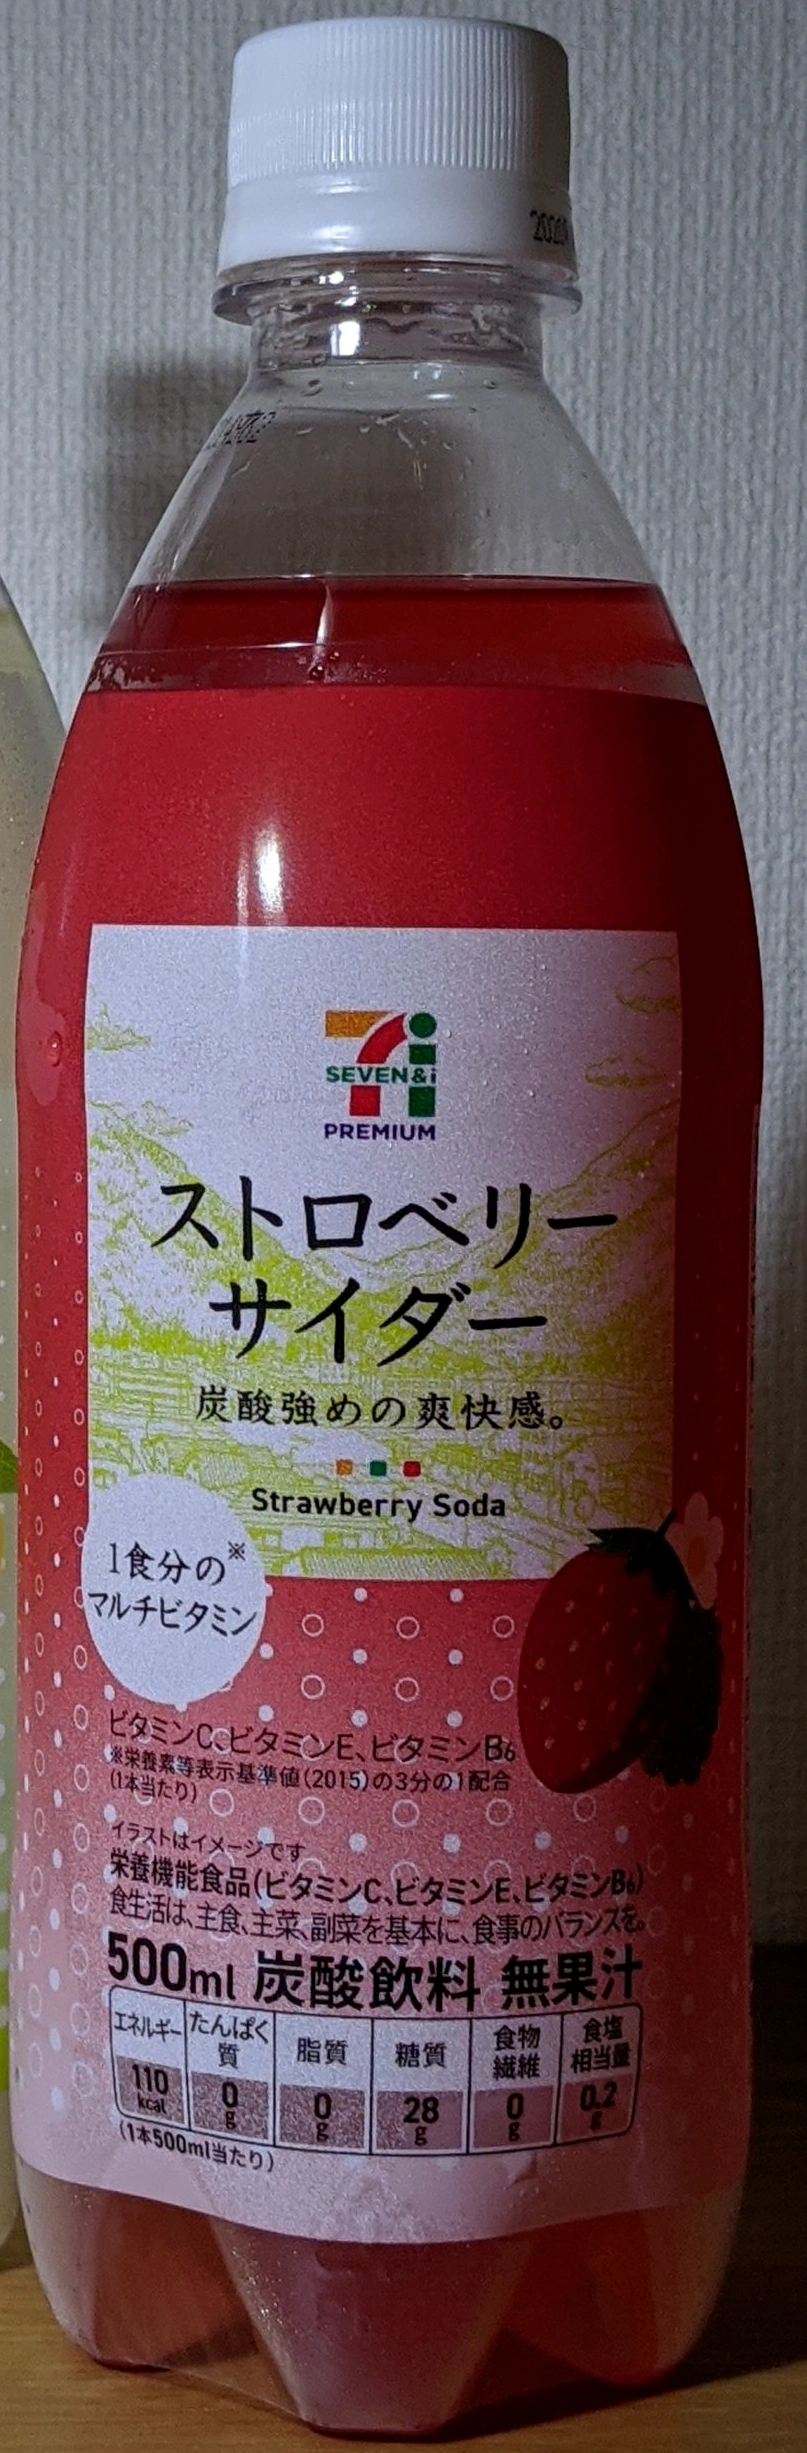 2020
SEVEN&i
PREMIUM
ストロベリー
サイダー
炭酸強めの爽快感。
Strawberry Soda
1食分の※
マルチビタミン
ビタミンC、ビタミンE、ビタミンB6
※栄養素等表示基準値(2015)の3分の1配合
(1本当たり)
イラストはイメージです
栄養機能食品(ビタミンC、ビタミンE、ビタミンB6)
食生活は、主食、主菜、副菜を基本に、食事のバランスを。
500ml 炭酸飲料 無果汁
エネルギー たんぱく質 脂質 糖質 食物繊維 食塩相当量
110kcal 0g 0g 28g 0g 0.2g
(1本500ml当たり)